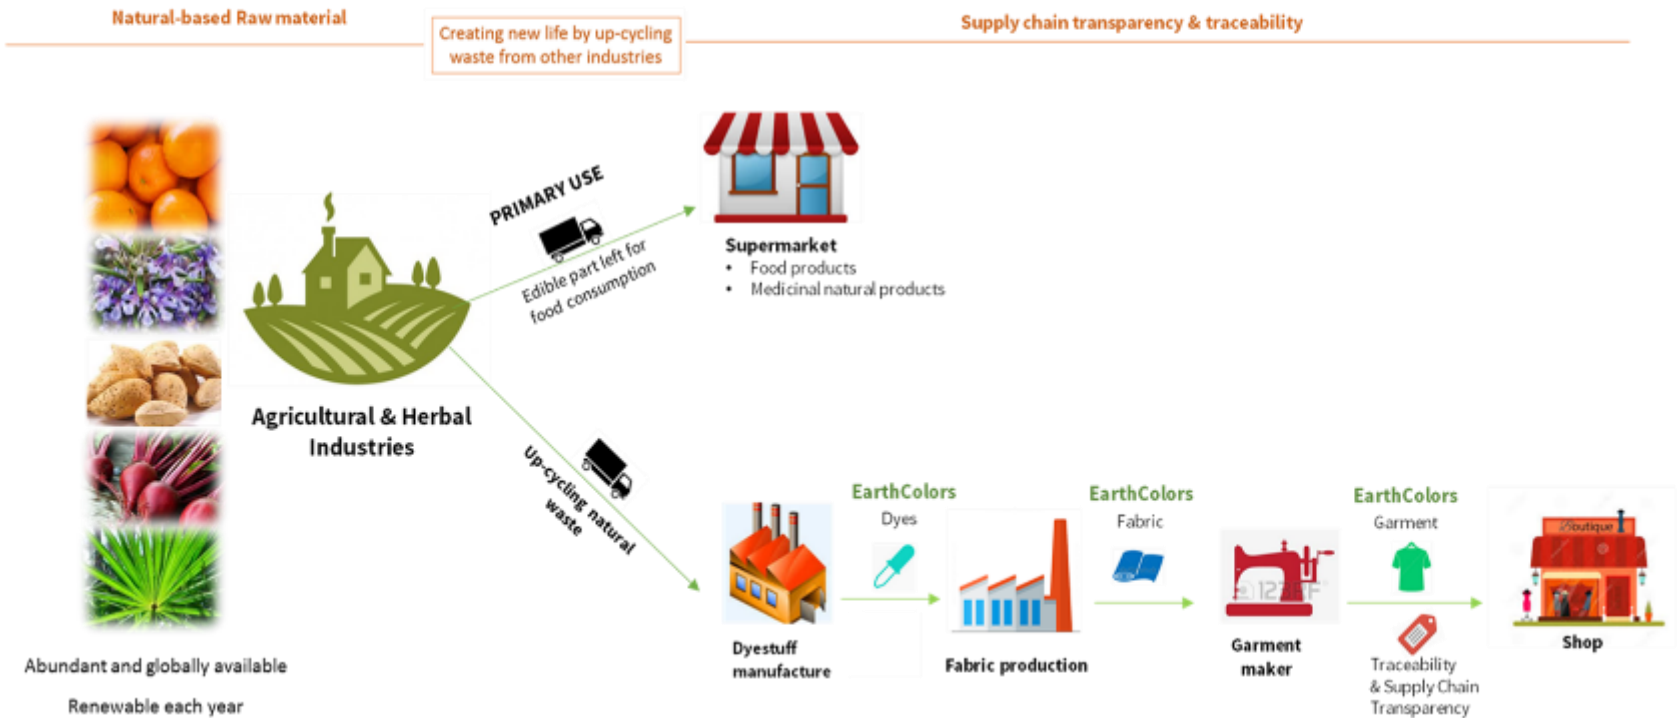 Natural-based Raw material
Creating new life by up-cycling
waste from other industries
Supply chain transparency & traceability
PRIMARY USE
Edible part left for
food consumption
Supermarket
• Food products
• Medicinal natural products
Agricultural & Herbal
Industries
Up-cycling natural
waste
EarthColors
Dyes
EarthColors
Fabric
EarthColors
Garment
Boutique
Dyestuff
manufacture
Fabric production
Garment
maker
Traceability
& Supply Chain
Transparency
Shop
Abundant and globally available
Renewable each year